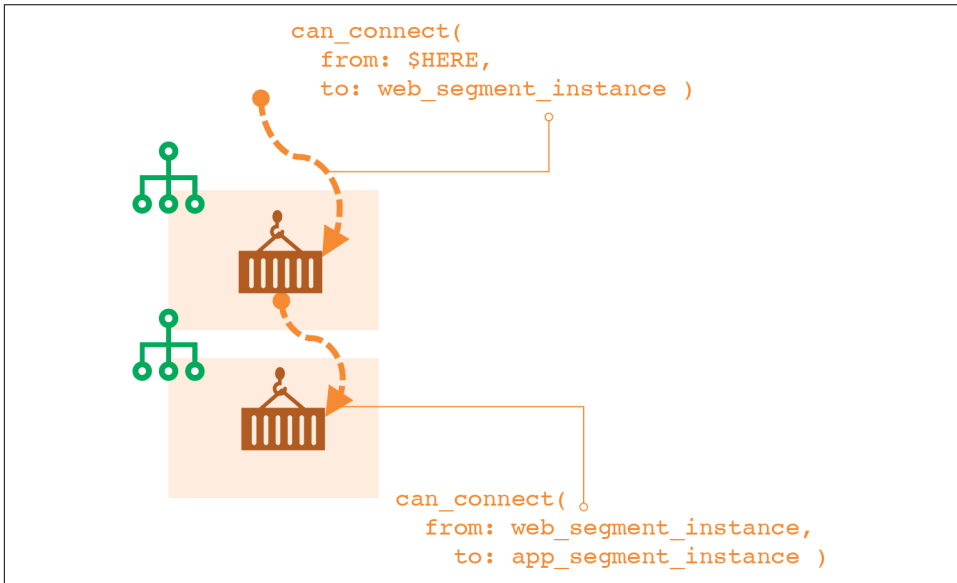 can_connect(
from: $HERE,
to: web_segment_instance )
can_connect(
from: web_segment_instance,
to: app_segment_instance )